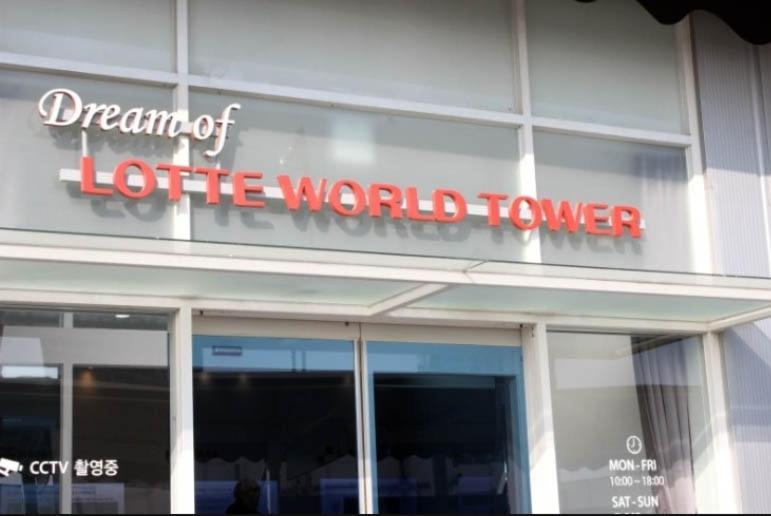 Dream of
LOTTE WORLD TOWER
CCTV 촬영중
MON - FRI
10:00 ~ 18:00
SAT - SUN